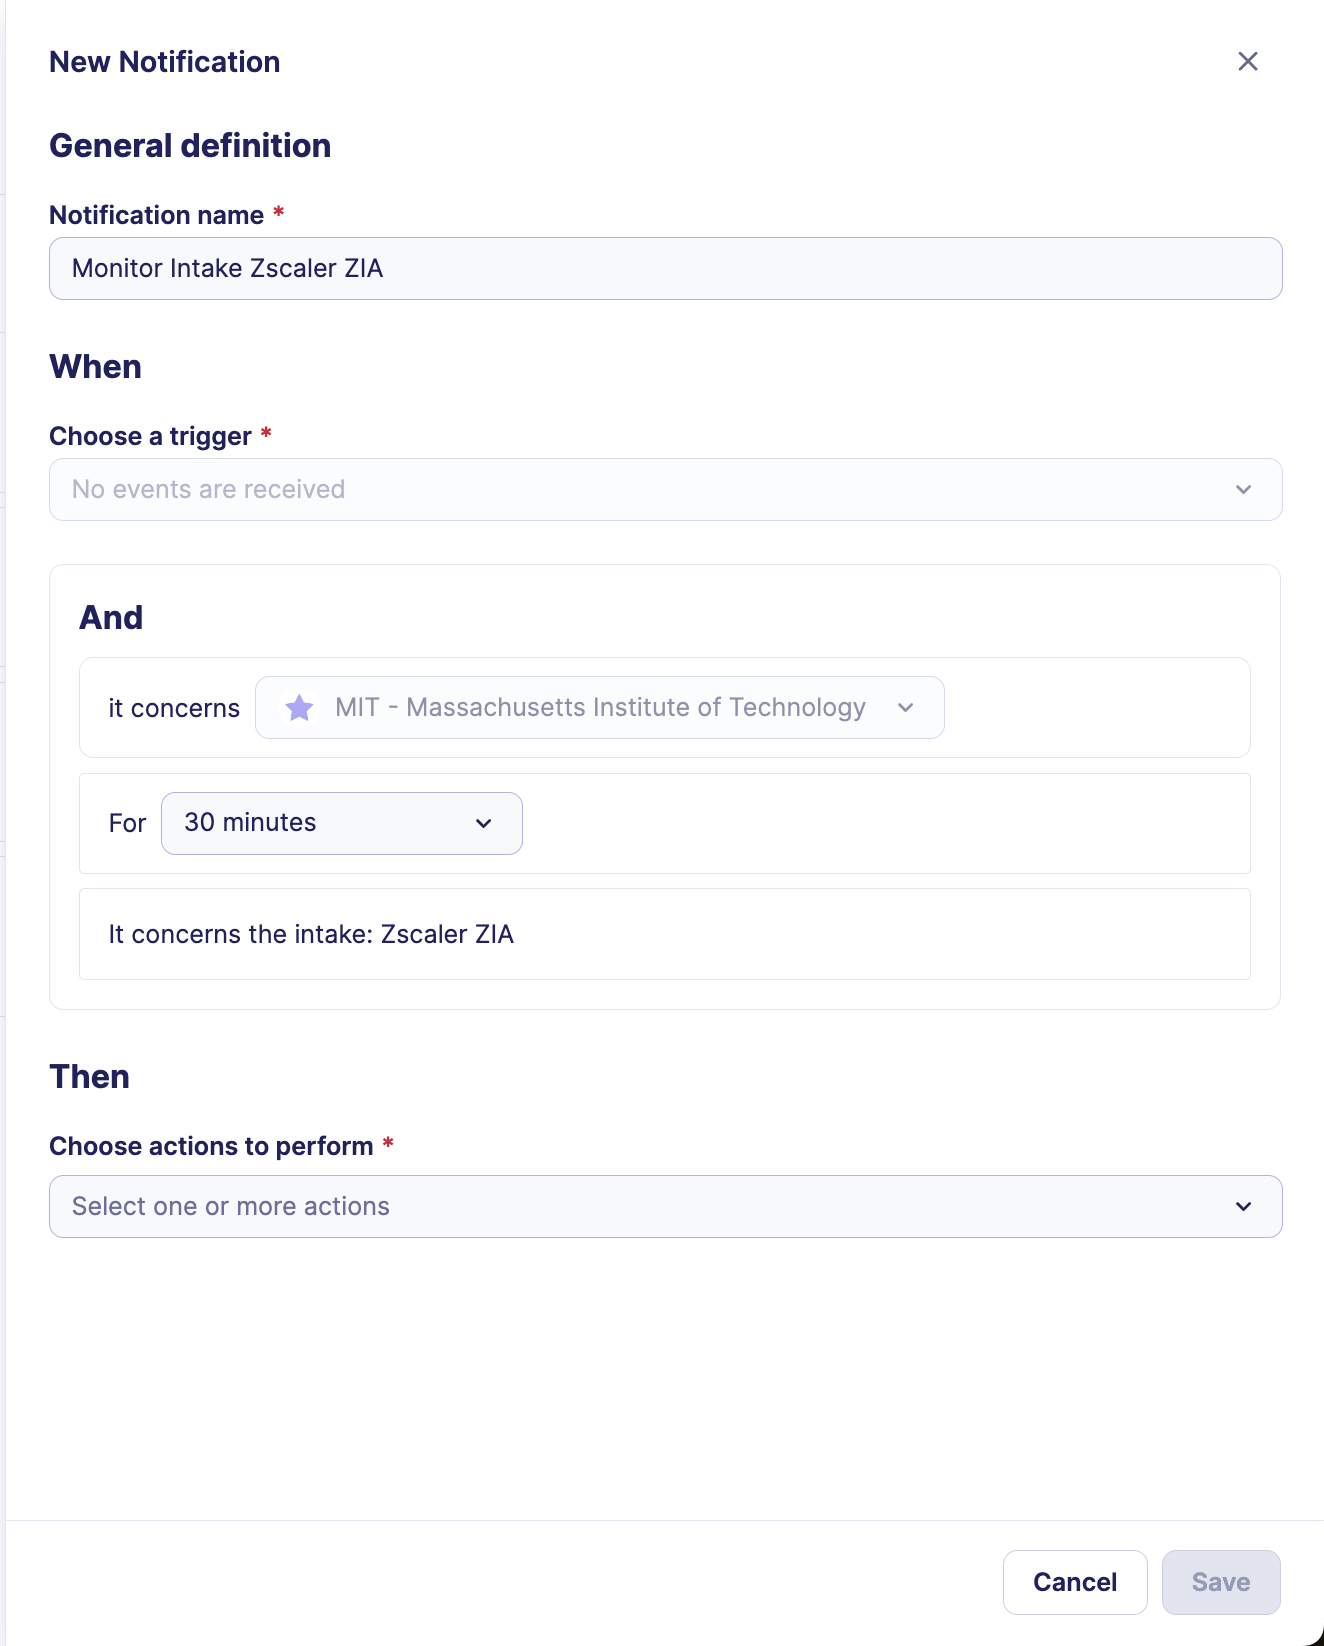 New Notification
General definition
Notification name *
Monitor Intake Zscaler ZIA
When
Choose a trigger *
No events are received
And
it concerns MIT - Massachusetts Institute of Technology
For 30 minutes
It concerns the intake: Zscaler ZIA
Then
Choose actions to perform *
Select one or more actions
Cancel Save